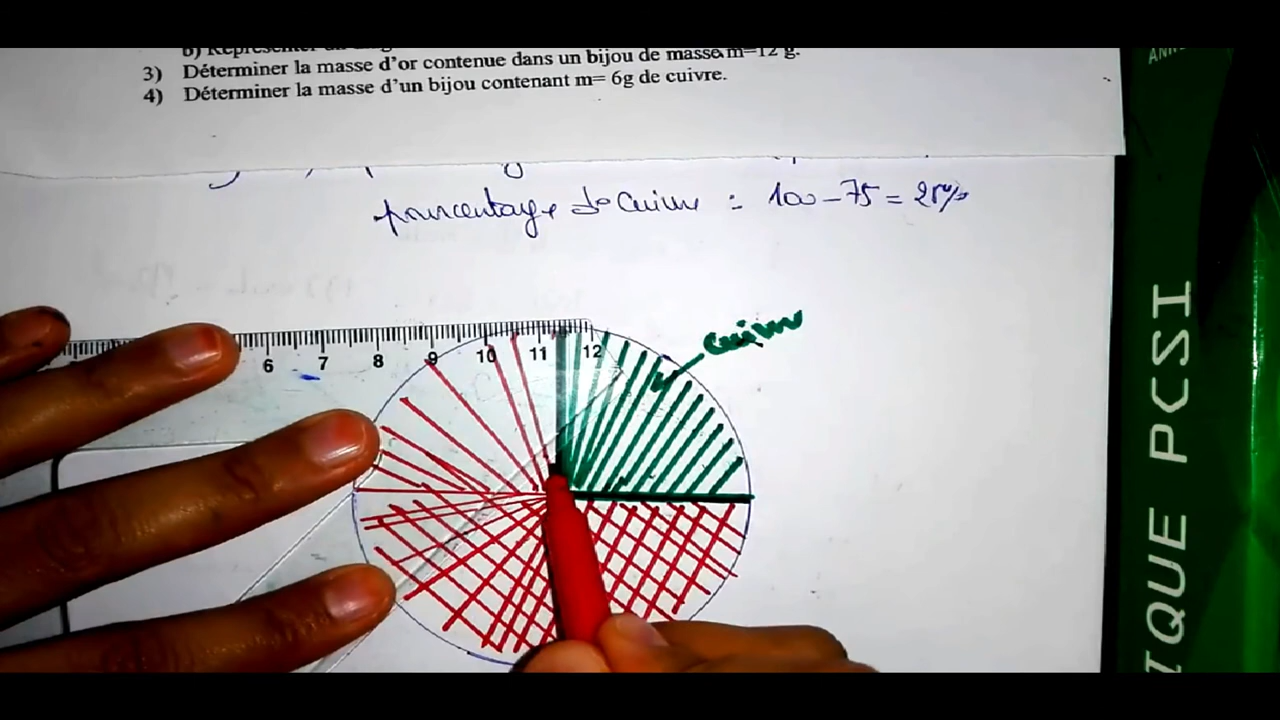 3) Déterminer la masse d'or contenue dans un bijou de masse m=12 g.
4) Déterminer la masse d'un bijou contenant m= 6g de cuivre.
pourcentage de Cuivre : 100 - 75 = 25%
Cuivre
6 7 8 9 10 11 12
IQUE PCSI